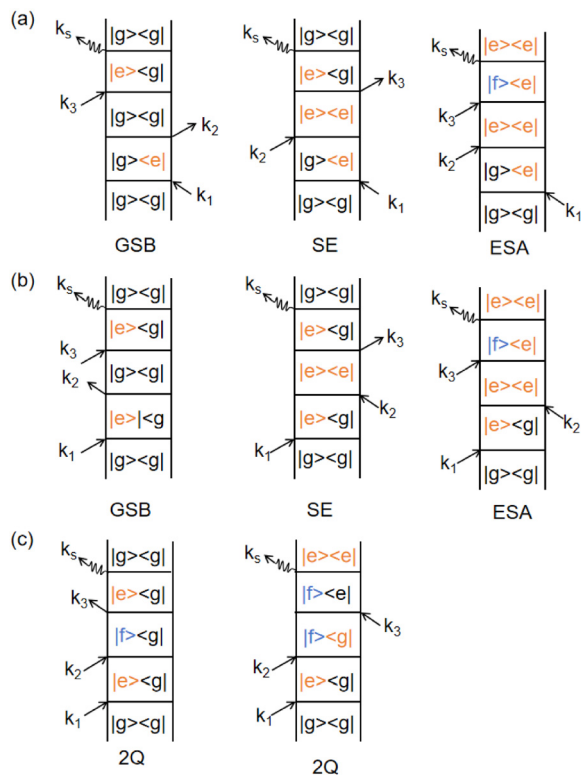 (a)
kₛ
|g><g|
|e><g|
k₃
|g><g|
k₂
|g><e|
k₁
|g><g|
GSB
kₛ
|g><g|
k₃
|e><g|
|e><e|
k₂
|g><e|
k₁
|g><g|
SE
kₛ
|e><e|
|f><e|
k₃
|e><e|
k₂
|g><e|
k₁
|g><g|
ESA
(b)
kₛ
|g><g|
|e><g|
k₃
|g><g|
k₂
|e>|<g
k₁
|g><g|
GSB
kₛ
|g><g|
|e><g|
k₃
|e><e|
k₂
|e><g|
k₁
|g><g|
SE
kₛ
|e><e|
|f><e|
k₃
|e><e|
k₂
|e><g|
k₁
|g><g|
ESA
(c)
kₛ
|g><g|
k₃
|e><g|
|f><g|
k₂
|e><g|
k₁
|g><g|
2Q
kₛ
|e><e|
|f><e|
k₃
|f><g|
k₂
|e><g|
k₁
|g><g|
2Q